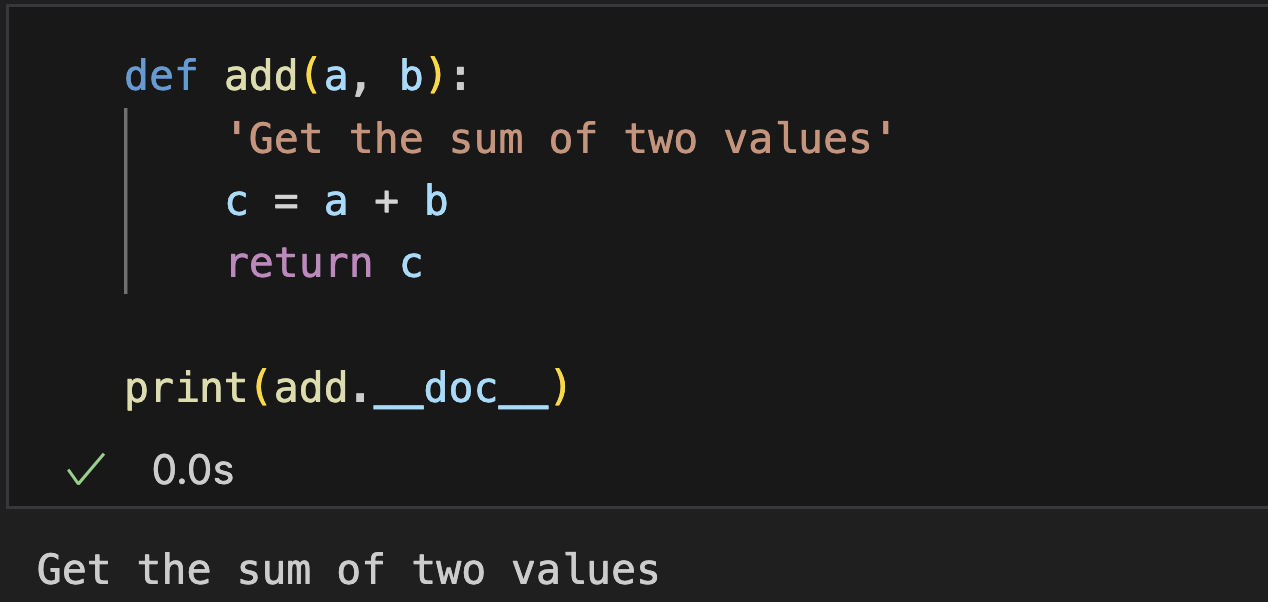 def add(a, b):
    'Get the sum of two values'
    c = a + b
    return c
print(add.__doc__)
0.0s
Get the sum of two values